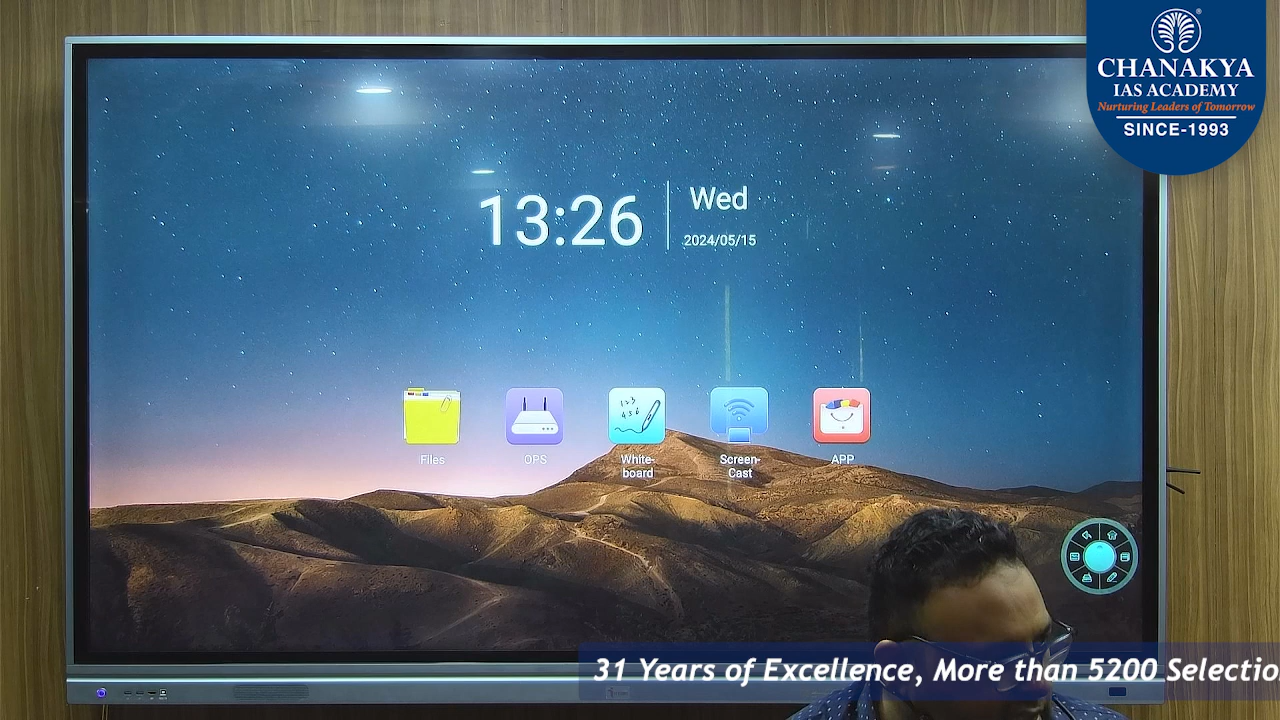 CHANAKYA
IAS ACADEMY
Nurturing Leaders of Tomorrow
SINCE-1993
13:26
Wed
2024/05/15
Files
OPS
White-
board
Screen-
Cast
APP
31 Years of Excellence, More than 5200 Selectio